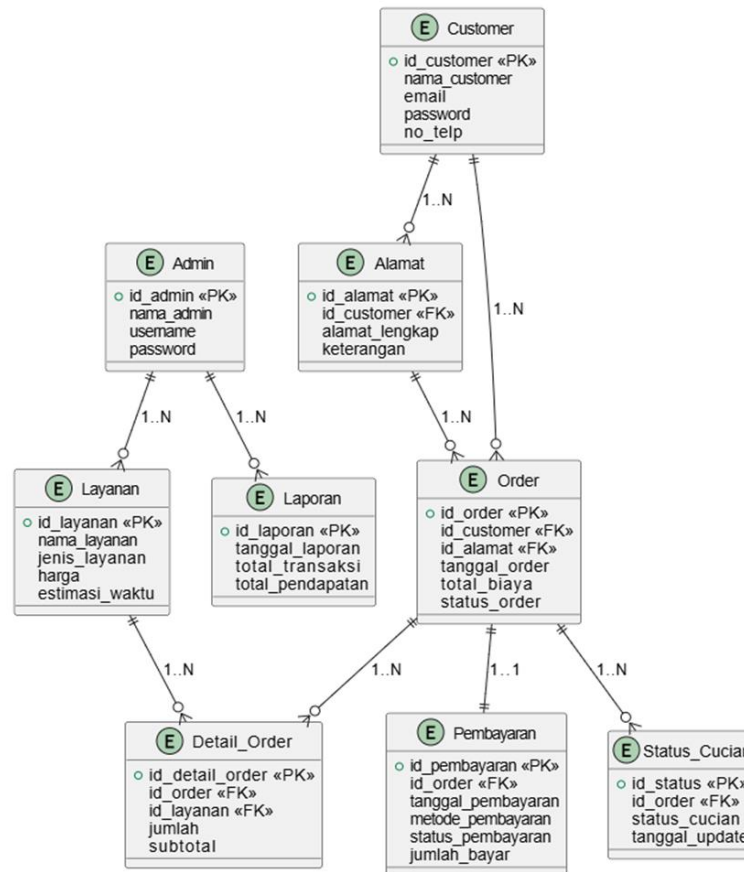 E Customer
id_customer «PK»
nama_customer
email
password
no_telp
1..N
1..N
E Admin
id_admin «PK»
nama_admin
username
password
E Alamat
id_alamat «PK»
id_customer «FK»
alamat_lengkap
keterangan
1..N
1..N
1..N
E Layanan
id_layanan «PK»
nama_layanan
jenis_layanan
harga
estimasi_waktu
E Laporan
id_laporan «PK»
tanggal_laporan
total_transaksi
total_pendapatan
E Order
id_order «PK»
id_customer «FK»
id_alamat «FK»
tanggal_order
total_biaya
status_order
1..N
1..N
1..1
1..N
E Detail_Order
id_detail_order «PK»
id_order «FK»
id_layanan «FK»
jumlah
subtotal
E Pembayaran
id_pembayaran «PK»
id_order «FK»
tanggal_pembayaran
metode_pembayaran
status_pembayaran
jumlah_bayar
E Status_Cucian
id_status «PK»
id_order «FK»
status_cucian
tanggal_update